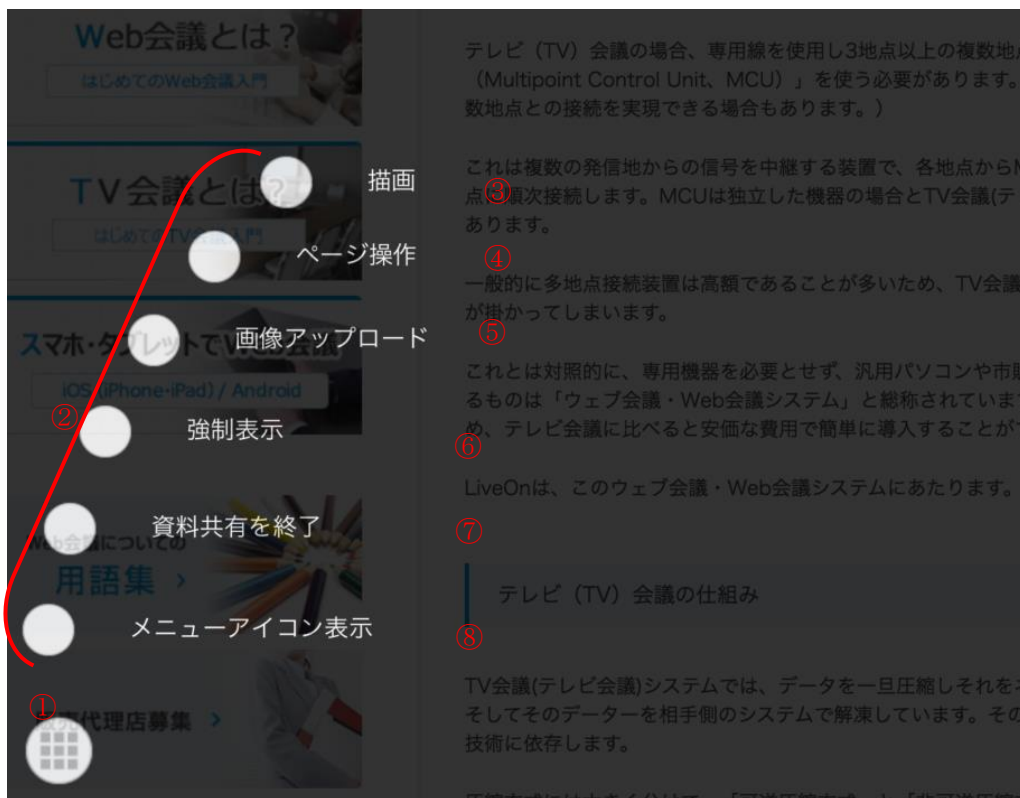 Web会議とは?
はじめてのWeb会議入門
TV会議とは?
はじめてのTV会議入門
スマホ・タブレットでWeb会議
iOS (iPhone・iPad) / Android
Web会議についての
用語集
販売代理店募集
①
②
描画
ページ操作
画像アップロード
強制表示
資料共有を終了
メニューアイコン表示
③
④
⑤
⑥
⑦
⑧
テレビ(TV)会議の場合、専用線を使用し3地点以上の複数地
(Multipoint Control Unit、MCU)」を使う必要があります。
数地点との接続を実現できる場合もあります。)
これは複数の発信地からの信号を中継する装置で、各地点から
点に順次接続します。MCUは独立した機器の場合とTV会議(テ
あります。
一般的に多地点接続装置は高額であることが多いため、TV会議
が掛かってしまいます。
これとは対照的に、専用機器を必要とせず、汎用パソコンや市販
るものは「ウェブ会議・Web会議システム」と総称されていま
め、テレビ会議に比べると安価な費用で簡単に導入することが
LiveOnは、このウェブ会議・Web会議システムにあたります。
テレビ(TV)会議の仕組み
TV会議(テレビ会議)システムでは、データを一旦圧縮しそれを
そしてそのデーターを相手側のシステムで解凍しています。その
技術に依存します。